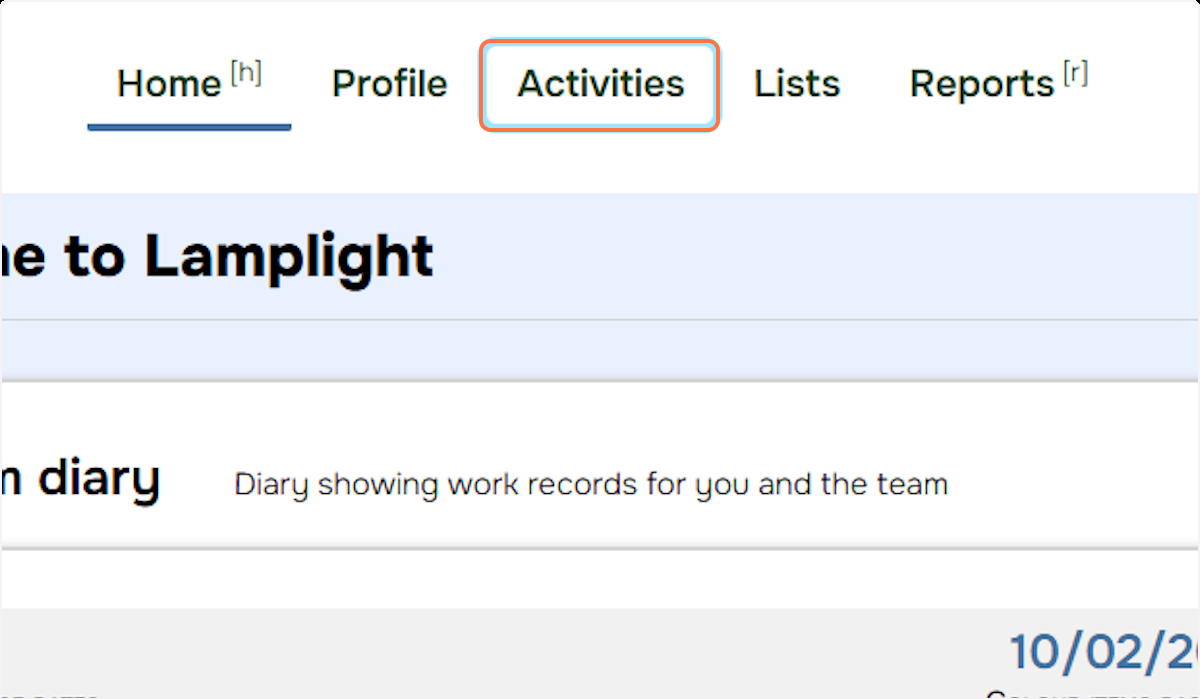 Home [h] Profile Activities Lists Reports [r]
to Lamplight
diary Diary showing work records for you and the team
10/02/2